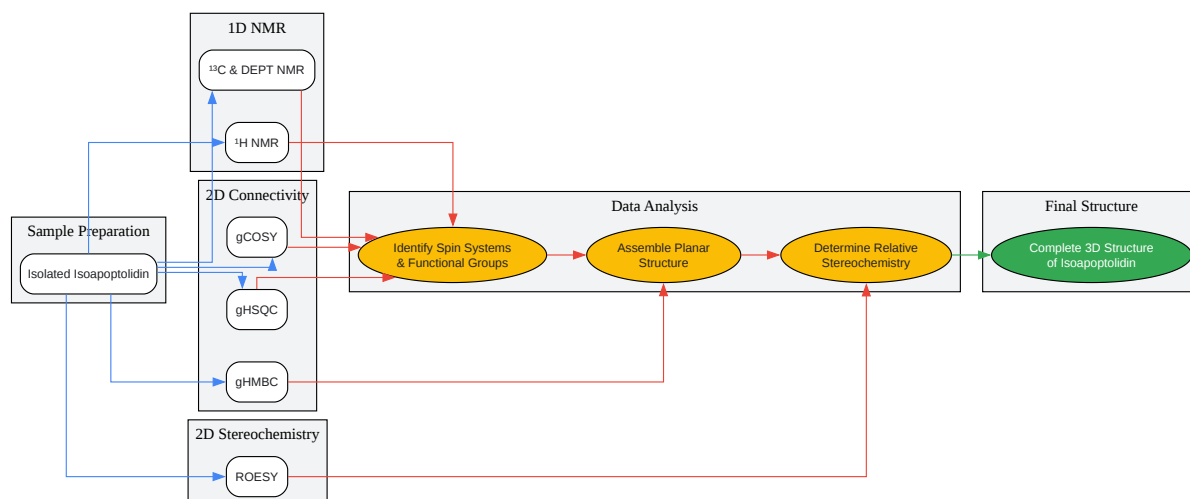 1D NMR
¹³C & DEPT NMR
¹H NMR
2D Connectivity
gCOSY
gHSQC
gHMBC
2D Stereochemistry
ROESY
Sample Preparation
Isolated Isoapoptolidin
Data Analysis
Identify Spin Systems
& Functional Groups
Assemble Planar
Structure
Determine Relative
Stereochemistry
Final Structure
Complete 3D Structure
of Isoapoptolidin